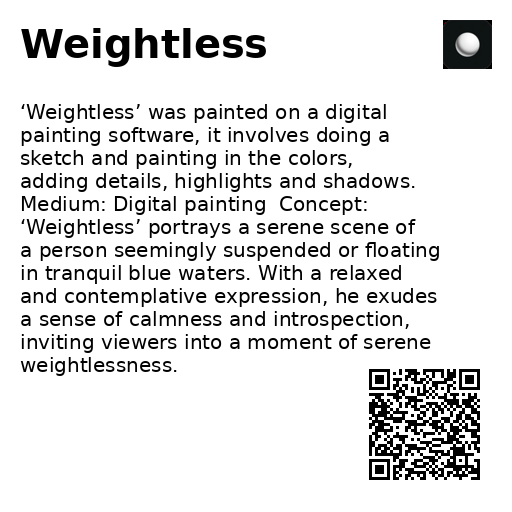 Weightless
‘Weightless’ was painted on a digital
painting software, it involves doing a
sketch and painting in the colors,
adding details, highlights and shadows.
Medium: Digital painting  Concept:
‘Weightless’ portrays a serene scene of
a person seemingly suspended or floating
in tranquil blue waters. With a relaxed
and contemplative expression, he exudes
a sense of calmness and introspection,
inviting viewers into a moment of serene
weightlessness.